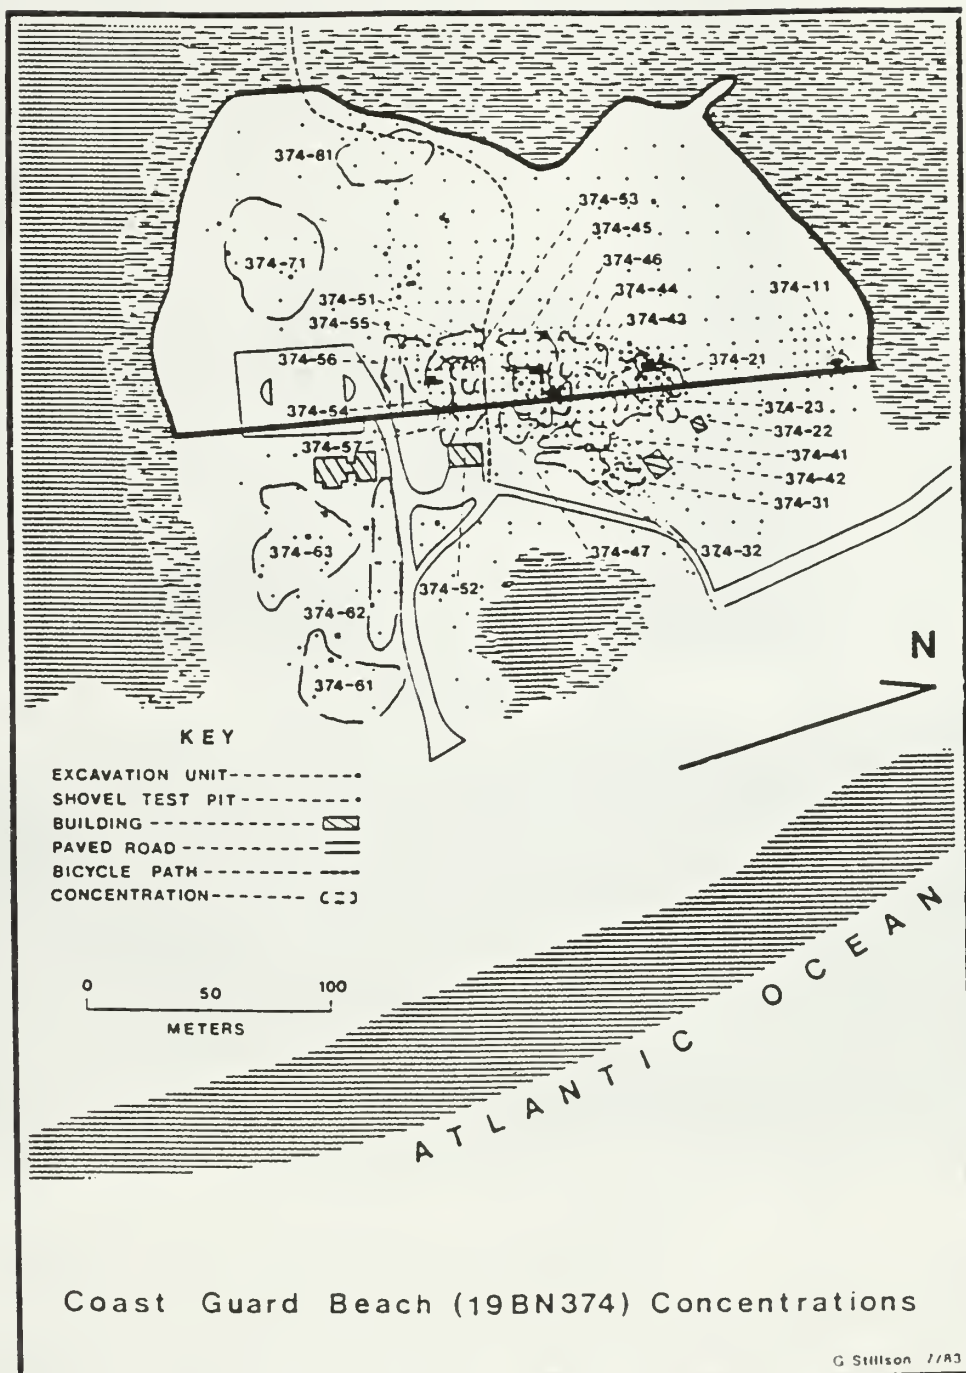 374-81
374-53
374-45
374-71
374-46
374-51
374-44
374-11
374-55
374-43
374-56
374-21
374-54
374-23
374-22
374-57
374-41
374-42
374-31
374-63
374-47
374-32
374-52
374-62
374-61
N
KEY
EXCAVATION UNIT
SHOVEL TEST PIT
BUILDING
PAVED ROAD
BICYCLE PATH
CONCENTRATION
0 50 100
METERS
ATLANTIC OCEAN
Coast Guard Beach (19BN374) Concentrations
G Stillson 7/83